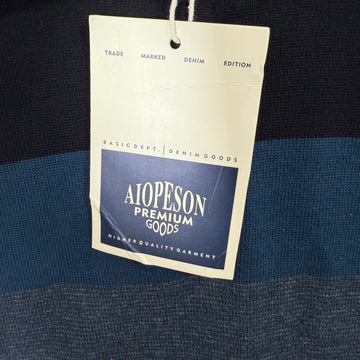 TRADE MARKED DENIM EDITION
BASIC DEPT. | DENIM GOODS
AIOPESON
PREMIUM
GOODS
HIGHER QUALITY GARMENT